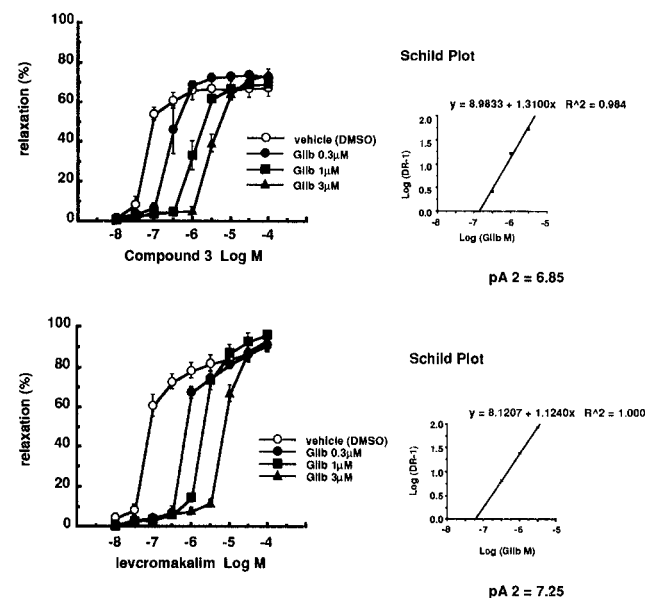 100
80
60
40
20
0
relaxation (%)
vehicle (DMSO)
Glib 0.3µM
Glib 1µM
Glib 3µM
-8 -7 -6 -5 -4
Compound 3 Log M
Schild Plot
y = 8.9833 + 1.3100x R^2 = 0.984
2.0
1.5
1.0
0.5
0.0
Log (DR-1)
-8 -7 -6 -5
Log (Glib M)
pA 2 = 6.85
100
80
60
40
20
0
relaxation (%)
vehicle (DMSO)
Glib 0.3µM
Glib 1µM
Glib 3µM
-8 -7 -6 -5 -4
levcromakalim Log M
Schild Plot
y = 8.1207 + 1.1240x R^2 = 1.000
2.0
1.5
1.0
0.5
0.0
Log (DR-1)
-8 -7 -6 -5
Log (Glib M)
pA 2 = 7.25